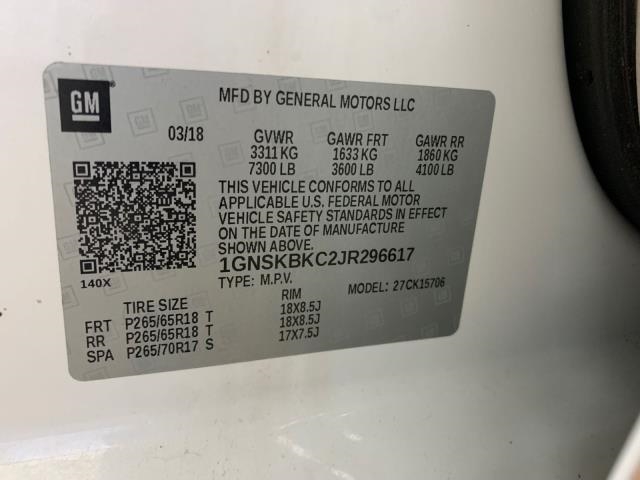 GM
MFD BY GENERAL MOTORS LLC
03/18 GVWR GAWR FRT GAWR RR
3311 KG 1633 KG 1860 KG
7300 LB 3600 LB 4100 LB
THIS VEHICLE CONFORMS TO ALL
APPLICABLE U.S. FEDERAL MOTOR
VEHICLE SAFETY STANDARDS IN EFFECT
ON THE DATE OF MANUFACTURE
SHOWN ABOVE.
1GNSKBKC2JR296617
140X TYPE: M.P.V. MODEL: 27CK15706
TIRE SIZE RIM
FRT P265/65R18 T 18X8.5J
RR P265/65R18 T 18X8.5J
SPA P265/70R17 S 17X7.5J